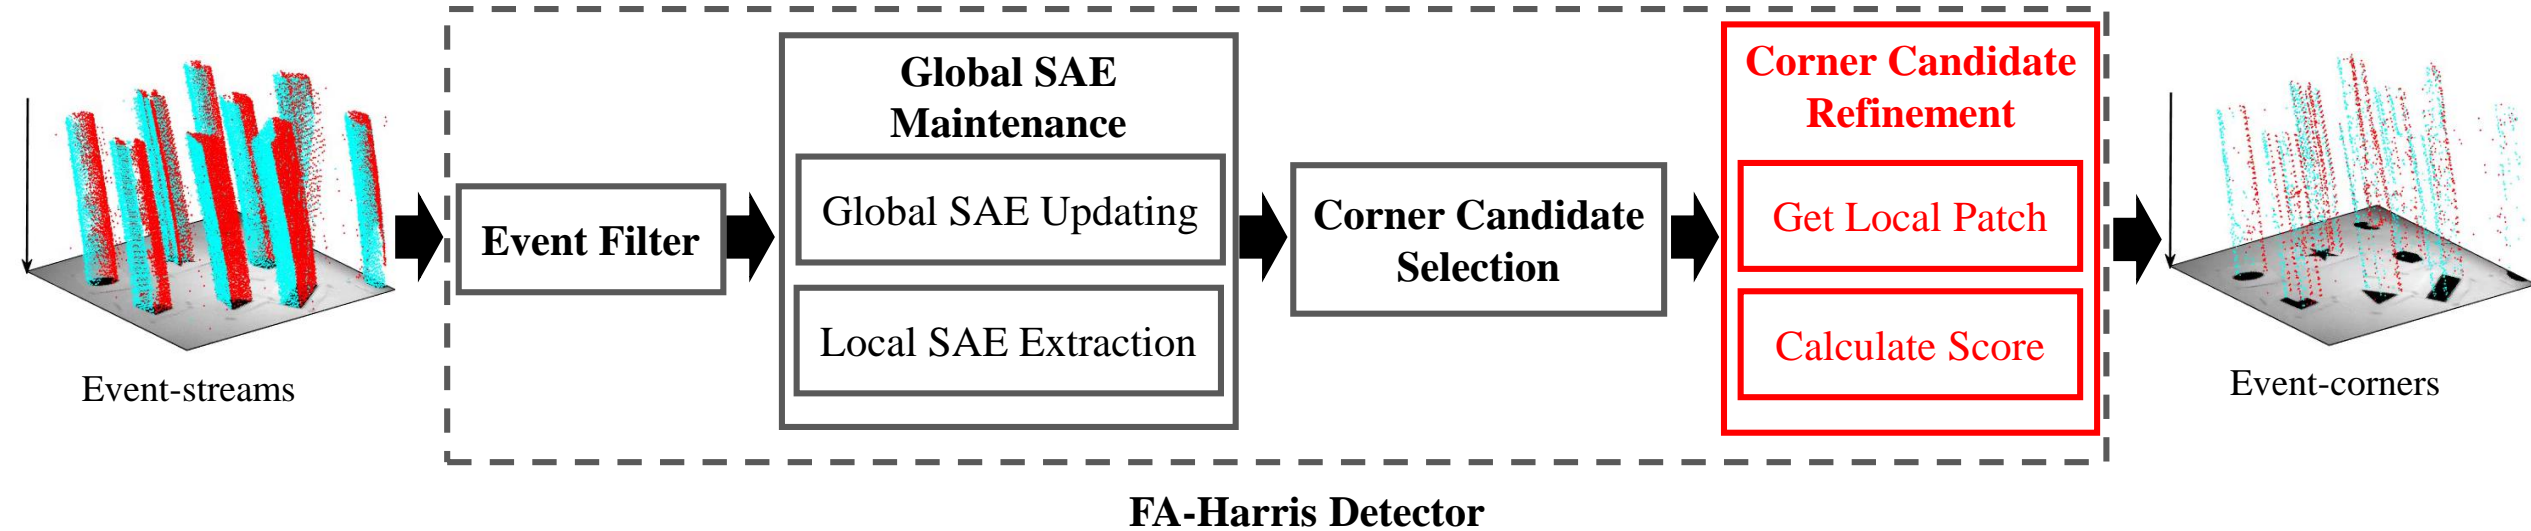 Event-streams
Event Filter
Global SAE
Maintenance
Global SAE Updating
Local SAE Extraction
Corner Candidate
Selection
Corner Candidate
Refinement
Get Local Patch
Calculate Score
Event-corners
FA-Harris Detector